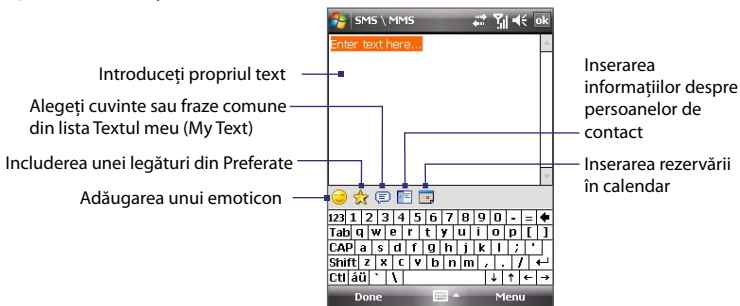 SMS \ MMS
ok
Enter text here...
Introduceți propriul text
Alegeți cuvinte sau fraze comune
din lista Textul meu (My Text)
Includerea unei legături din Preferate
Adăugarea unui emoticon
Inserarea
informațiilor despre
persoanelor de
contact
Inserarea rezervării
în calendar
123 1 2 3 4 5 6 7 8 9 0 - =
Tab q w e r t y u i o p [ ]
CAP a s d f g h j k l ; '
Shift z x c v b n m , . /
Ctl áü ` \ ↓ ↑ ← →
Done Menu